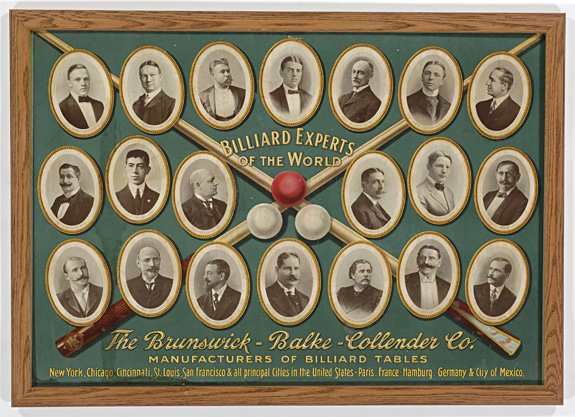 BILLIARD EXPERTS
OF THE WORLD
The Brunswick - Balke - Collender Co.
MANUFACTURERS OF BILLIARD TABLES
New York, Chicago, Cincinnati, St. Louis, San Francisco & all principal Cities in the United States - Paris. France - Hamburg. Germany & City of Mexico.